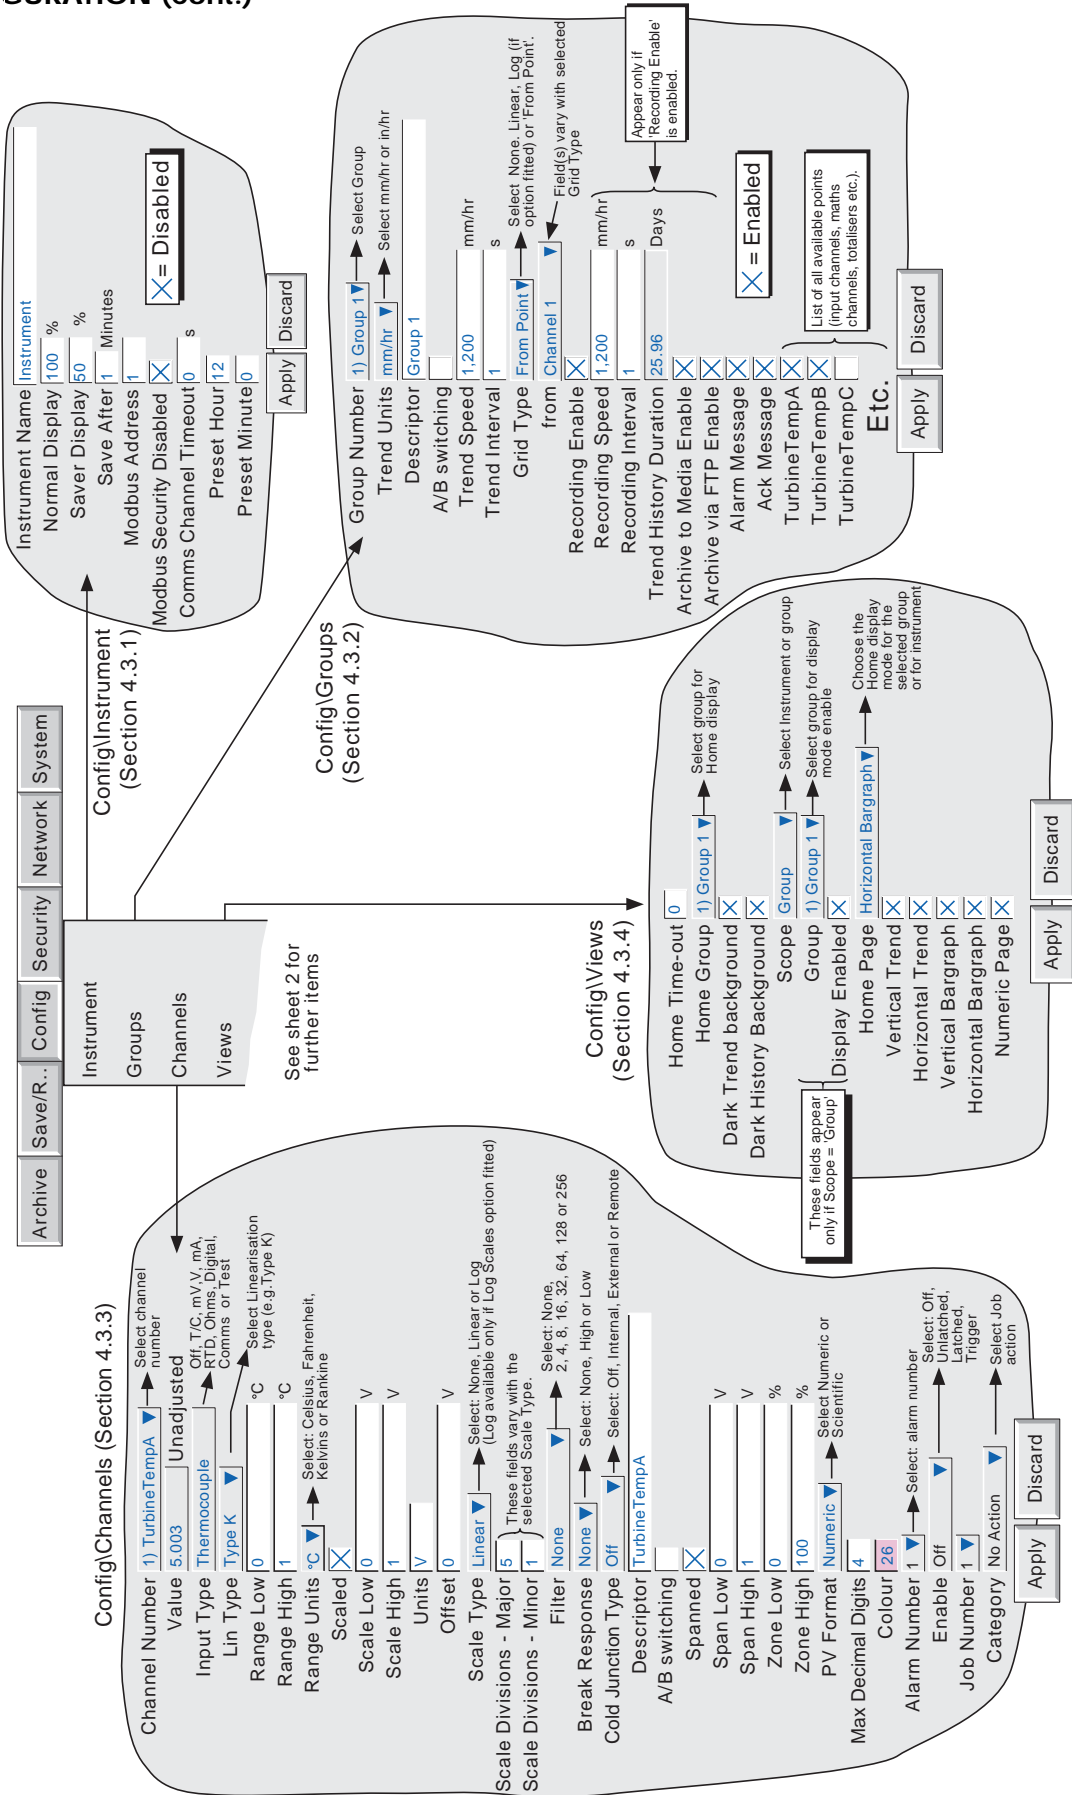 GURATION (cont.)
Archive
Save/R..
Config
Security
Network
System
Instrument
Groups
Channels
Views
See sheet 2 for
further items
Config\Instrument
(Section 4.3.1)
Instrument Name Instrument
Normal Display 100 %
Saver Display 50 %
Save After 1 Minutes
Modbus Address 1
Modbus Security Disabled
= Disabled
Comms Channel Timeout 0 s
Preset Hour 12
Preset Minute 0
Apply Discard
Config\Groups
(Section 4.3.2)
Group Number 1) Group 1 Select Group
Trend Units mm/hr Select mm/hr or in/hr
Descriptor Group 1
A/B switching
Trend Speed 1,200 mm/hr
Trend Interval 1 s
Grid Type From Point Select None. Linear, Log (if
option fitted) or 'From Point'.
from Channel 1 Field(s) vary with selected
Grid Type
Recording Enable
Recording Speed 1,200 mm/hr
Recording Interval 1 s
Trend History Duration 25.96 Days
Appear only if
'Recording Enable'
is enabled.
Archive to Media Enable
Archive via FTP Enable
Alarm Message
Ack Message
= Enabled
TurbineTempA
TurbineTempB
TurbineTempC
List of all available points
(input channels, maths
channels, totalisers etc.).
Etc.
Apply Discard
Config\Channels (Section 4.3.3)
Channel Number 1) TurbineTempA Select channel
number
Value 5.003 Unadjusted
Input Type Thermocouple Off, T/C, mV,V, mA,
RTD, Ohms, Digital,
Comms or Test
Lin Type Type K Select Linearisation
type (e.g.Type K)
Range Low 0 °C
Range High 1 °C
Range Units °C Select: Celsius, Fahrenheit,
Kelvins or Rankine
Scaled
Scale Low 0 V
Scale High 1 V
Units V
Offset 0 V
Scale Type Linear Select: None, Linear or Log
(Log available only if Log Scales option fitted)
Scale Divisions - Major 5
Scale Divisions - Minor 1
These fields vary with the
selected Scale Type.
Filter None Select: None,
2, 4, 8, 16, 32, 64, 128 or 256
Break Response None Select: None, High or Low
Cold Junction Type Off Select: Off, Internal, External or Remote
Descriptor TurbineTempA
A/B switching
Spanned
Span Low 0 V
Span High 1 V
Zone Low 0 %
Zone High 100 %
PV Format Numeric Select Numeric or
Scientific
Max Decimal Digits 4
Colour 26
Alarm Number 1 Select: alarm number
Enable Off Select: Off,
Unlatched,
Latched,
Trigger
Job Number 1
Category No Action Select Job
action
Apply Discard
Config\Views
(Section 4.3.4)
Home Time-out 0
Home Group 1) Group 1 Select group for
Home display
Dark Trend background
Dark History Background
Scope Group Select Instrument or group
Group 1) Group 1 Select group for display
mode enable
Display Enabled
These fields appear
only if Scope = 'Group'
Home Page Horizontal Bargraph Choose the
Home display
mode for the
selected group
or for instrument
Vertical Trend
Horizontal Trend
Vertical Bargraph
Horizontal Bargraph
Numeric Page
Apply Discard